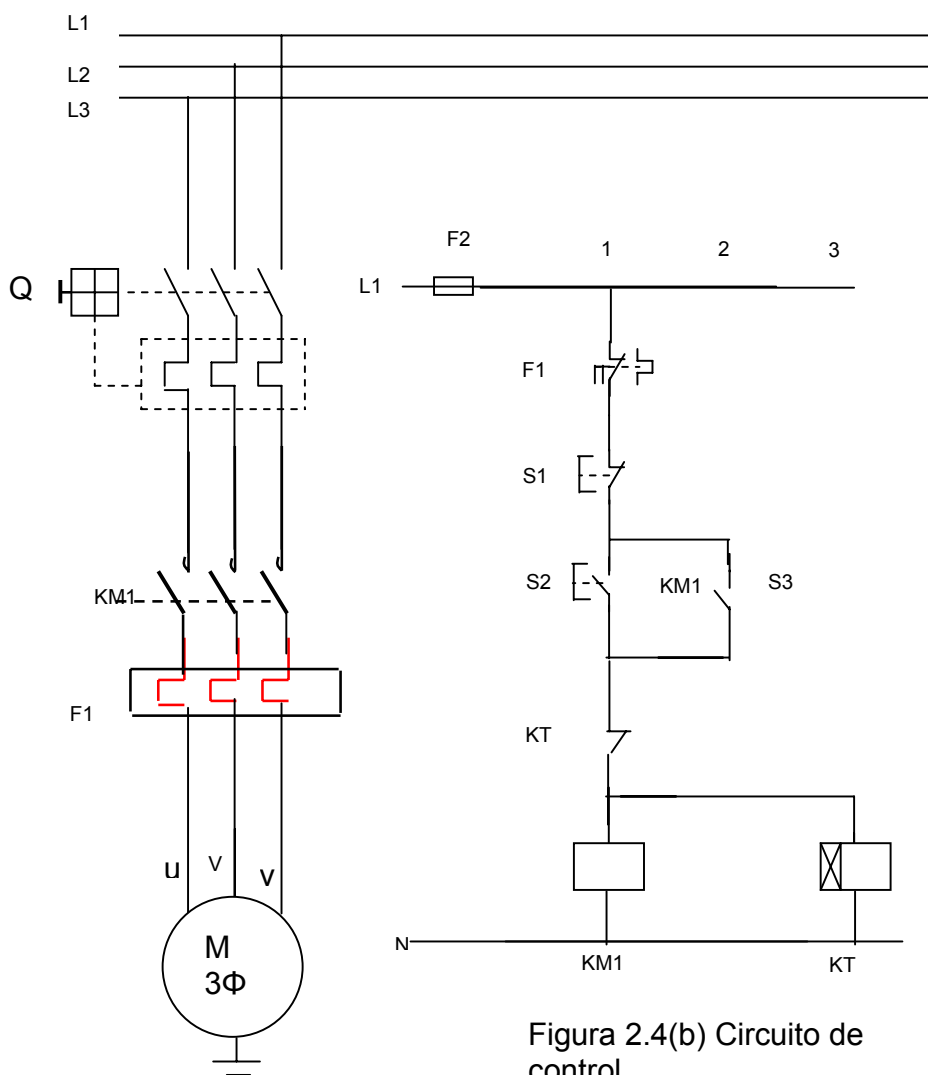 L1
L2
L3
F2
1
2
3
Q
L1
F1
S1
S2
KM1
S3
KM1
F1
KT
u
V
v
M
3Φ
N
KM1
KT
Figura 2.4(b) Circuito de
control